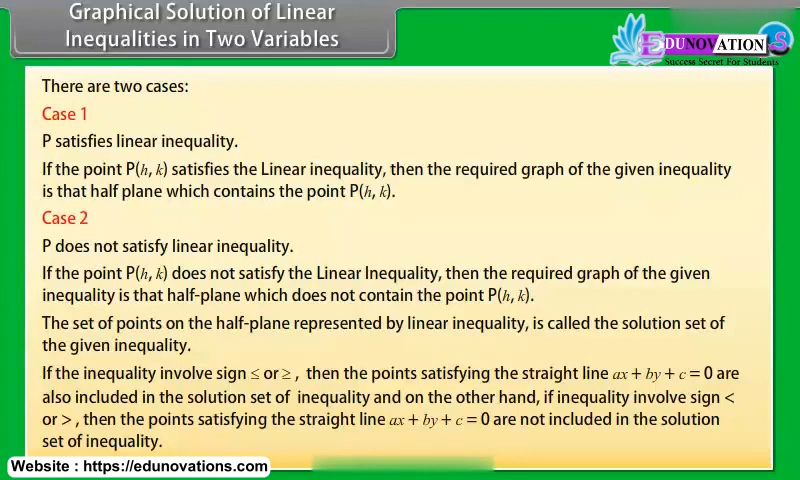 Graphical Solution of Linear
Inequalities in Two Variables
EDUNOVATION S
Success Secret For Students
There are two cases:
Case 1
P satisfies linear inequality.
If the point P(h, k) satisfies the Linear inequality, then the required graph of the given inequality
is that half plane which contains the point P(h, k).
Case 2
P does not satisfy linear inequality.
If the point P(h, k) does not satisfy the Linear Inequality, then the required graph of the given
inequality is that half-plane which does not contain the point P(h, k).
The set of points on the half-plane represented by linear inequality, is called the solution set of
the given inequality.
If the inequality involve sign ≤ or ≥ , then the points satisfying the straight line ax + by + c = 0 are
also included in the solution set of inequality and on the other hand, if inequality involve sign <
or > , then the points satisfying the straight line ax + by + c = 0 are not included in the solution
set of inequality.
Website : https://edunovations.com